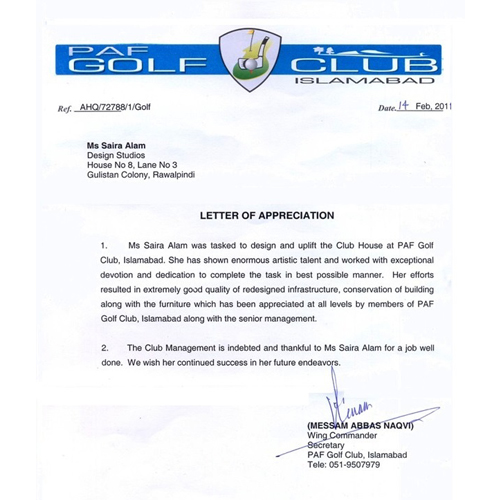 PAF
GOLF CLUB
ISLAMABAD
Ref. AHQ/72788/1/Golf Date. 14 Feb, 2011
Ms Saira Alam
Design Studios
House No 8, Lane No 3
Gulistan Colony, Rawalpindi
LETTER OF APPRECIATION
1. Ms Saira Alam was tasked to design and uplift the Club House at PAF Golf
Club, Islamabad. She has shown enormous artistic talent and worked with exceptional
devotion and dedication to complete the task in best possible manner. Her efforts
resulted in extremely good quality of redesigned infrastructure, conservation of building
along with the furniture which has been appreciated at all levels by members of PAF
Golf Club, Islamabad along with the senior management.
2. The Club Management is indebted and thankful to Ms Saira Alam for a job well
done. We wish her continued success in her future endeavors.
(MESSAM ABBAS NAQVI)
Wing Commander
Secretary
PAF Golf Club, Islamabad
Tele: 051-9507979